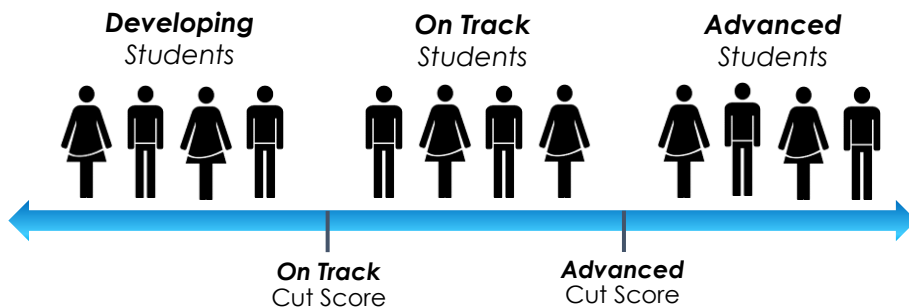 Developing
Students
On Track
Students
Advanced
Students
On Track
Cut Score
Advanced
Cut Score